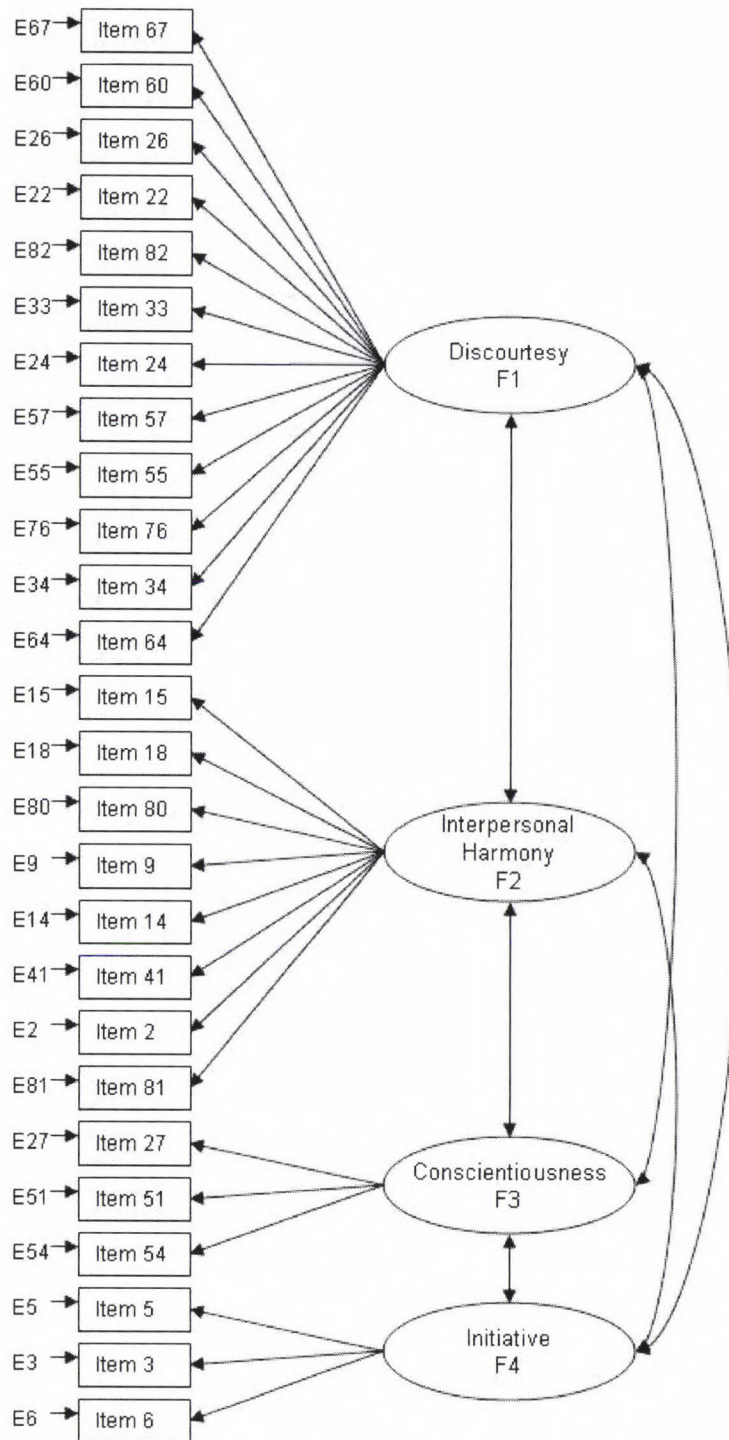 E67 Item 67
E60 Item 60
E26 Item 26
E22 Item 22
E82 Item 82
E33 Item 33
E24 Item 24
E57 Item 57
E55 Item 55
E76 Item 76
E34 Item 34
E64 Item 64
E15 Item 15
E18 Item 18
E80 Item 80
E9 Item 9
E14 Item 14
E41 Item 41
E2 Item 2
E81 Item 81
E27 Item 27
E51 Item 51
E54 Item 54
E5 Item 5
E3 Item 3
E6 Item 6
Discourtesy
F1
Interpersonal
Harmony
F2
Conscientiousness
F3
Initiative
F4